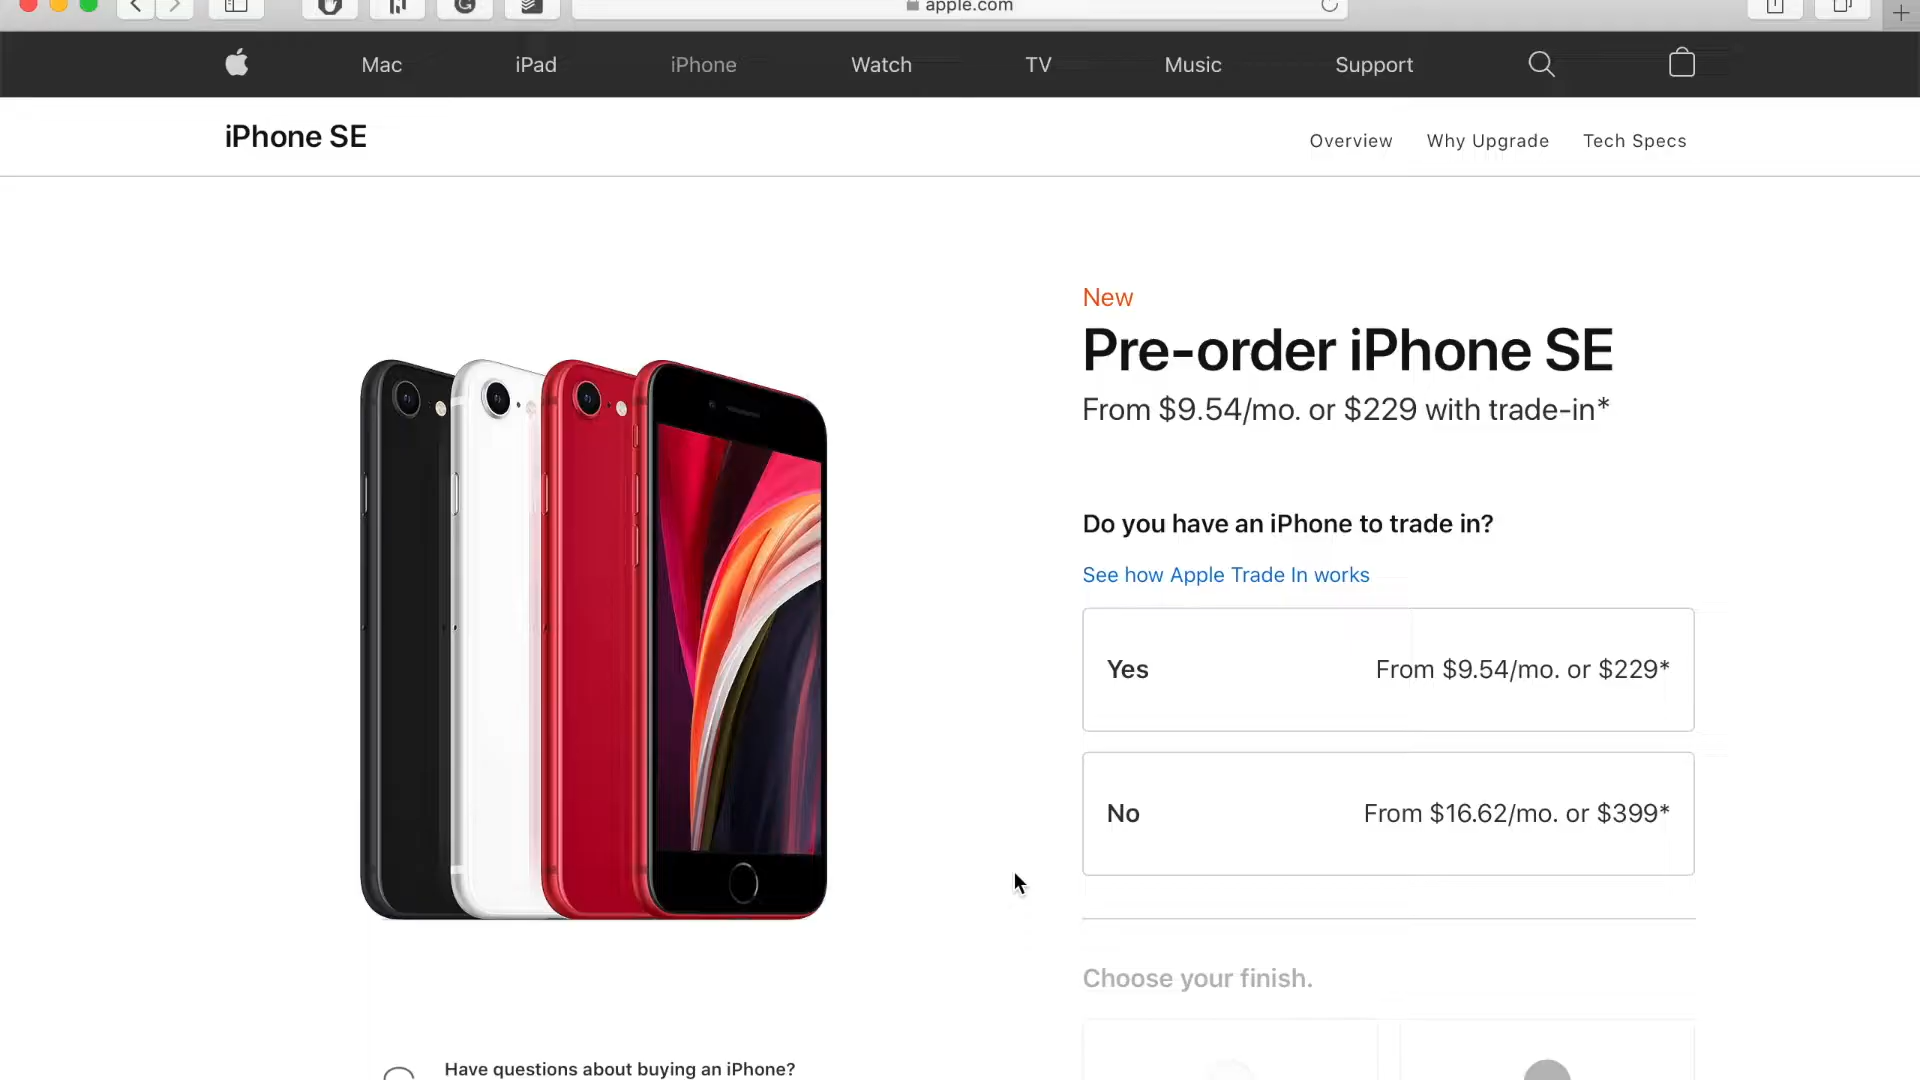 apple.com
Mac iPad iPhone Watch TV Music Support
iPhone SE
Overview Why Upgrade Tech Specs
New
Pre-order iPhone SE
From $9.54/mo. or $229 with trade-in*
Do you have an iPhone to trade in?
See how Apple Trade In works
Yes From $9.54/mo. or $229*
No From $16.62/mo. or $399*
Choose your finish.
Have questions about buying an iPhone?